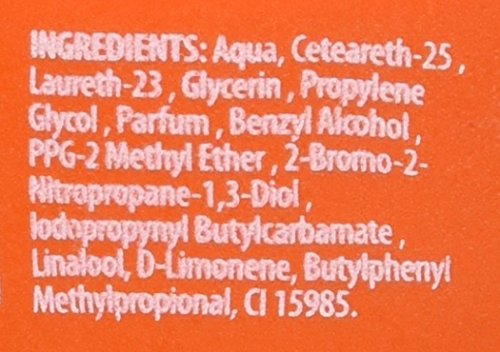 INGREDIENTS: Aqua, Ceteareth-25 ,
Laureth-23 , Glycerin , Propylene
Glycol , Parfum , Benzyl Alcohol ,
PPG-2 Methyl Ether , 2-Bromo-2-
Nitropropane-1,3-Diol ,
Iodopropynyl Butylcarbamate ,
Linalool, D-Limonene, Butylphenyl
Methylpropional, CI 15985.